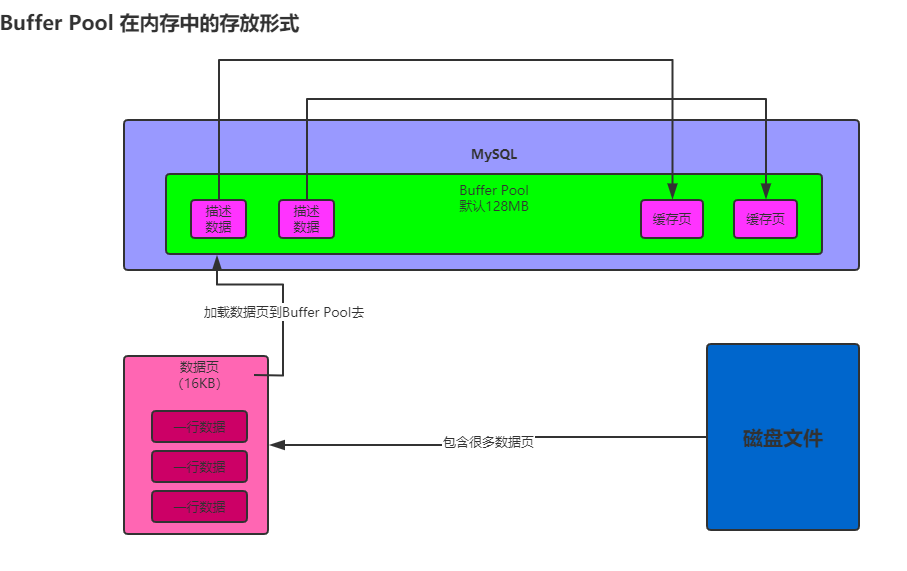 Buffer Pool 在内存中的存放形式
MySQL
Buffer Pool
默认128MB
描述
数据
描述
数据
缓存页
缓存页
加载数据页到Buffer Pool去
数据页
（16KB）
一行数据
一行数据
一行数据
包含很多数据页
磁盘文件